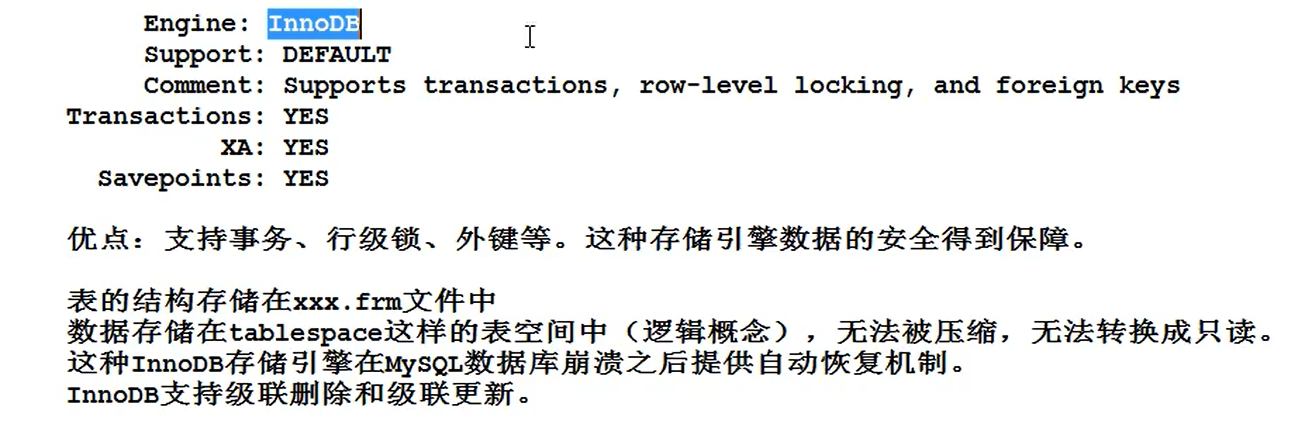 Engine: InnoDB
Support: DEFAULT
Comment: Supports transactions, row-level locking, and foreign keys
Transactions: YES
XA: YES
Savepoints: YES
优点：支持事务、行级锁、外键等。这种存储引擎数据的安全得到保障。
表的结构存储在xxx.frm文件中
数据存储在tablespace这样的表空间中（逻辑概念），无法被压缩，无法转换成只读。
这种InnoDB存储引擎在MySQL数据库崩溃之后提供自动恢复机制。
InnoDB支持级联删除和级联更新。